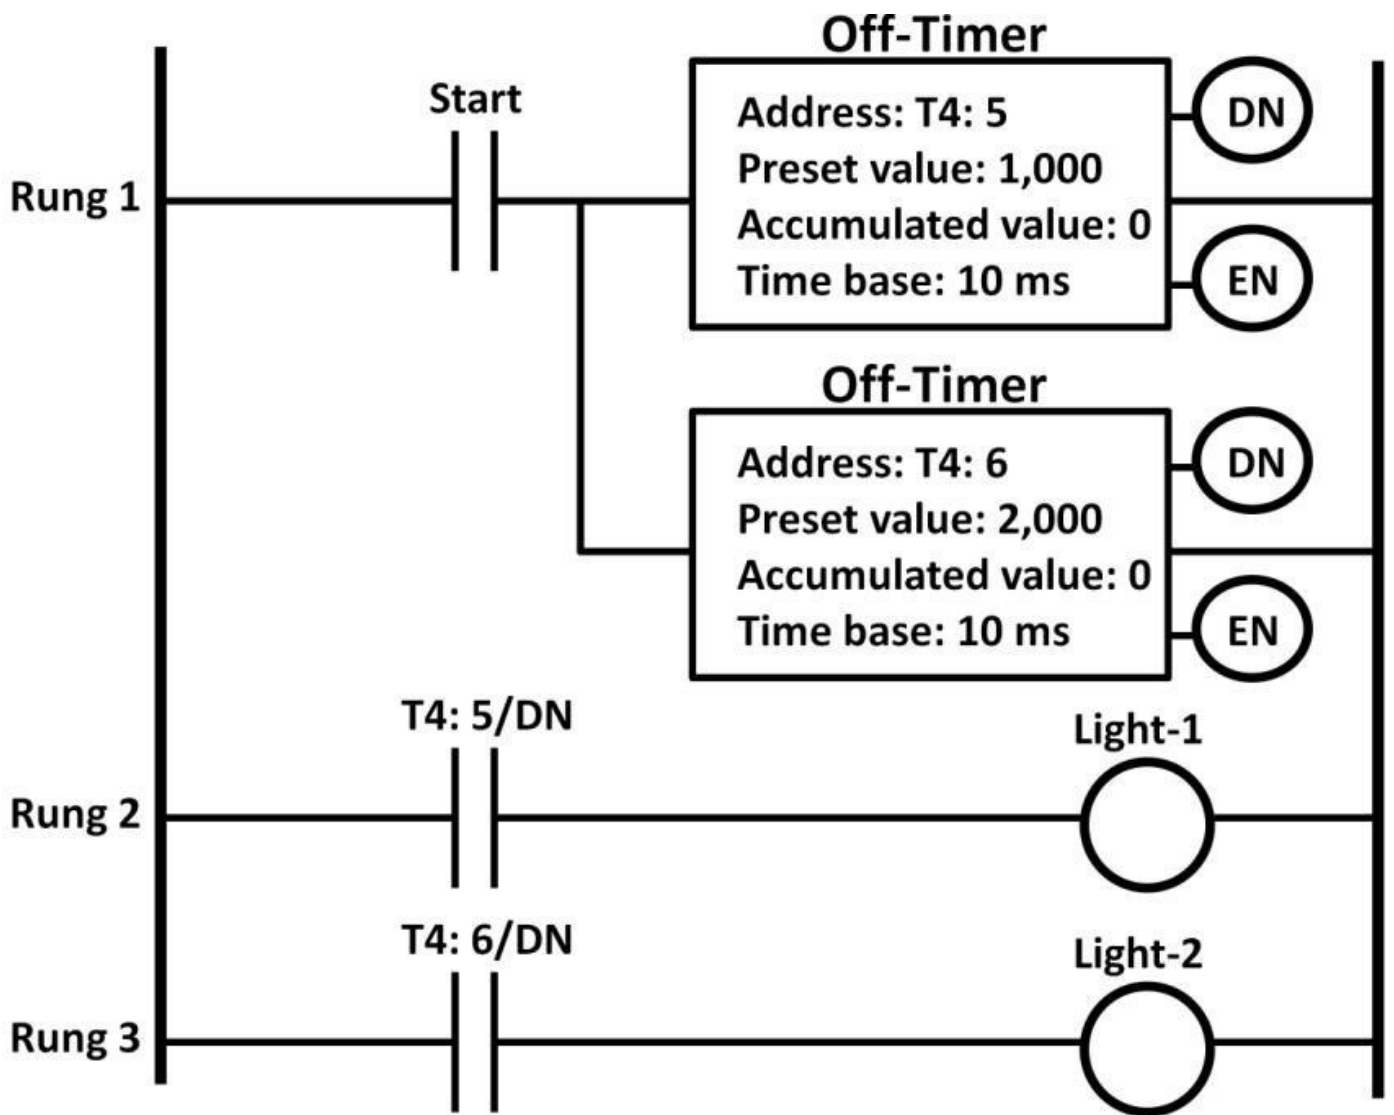 Off-Timer
Start
Address: T4: 5
DN
Preset value: 1,000
Rung 1
Accumulated value: 0
Time base: 10 ms
EN
Off-Timer
Address: T4: 6
DN
Preset value: 2,000
Accumulated value: 0
Time base: 10 ms
EN
T4: 5/DN
Light-1
Rung 2
T4: 6/DN
Light-2
Rung 3